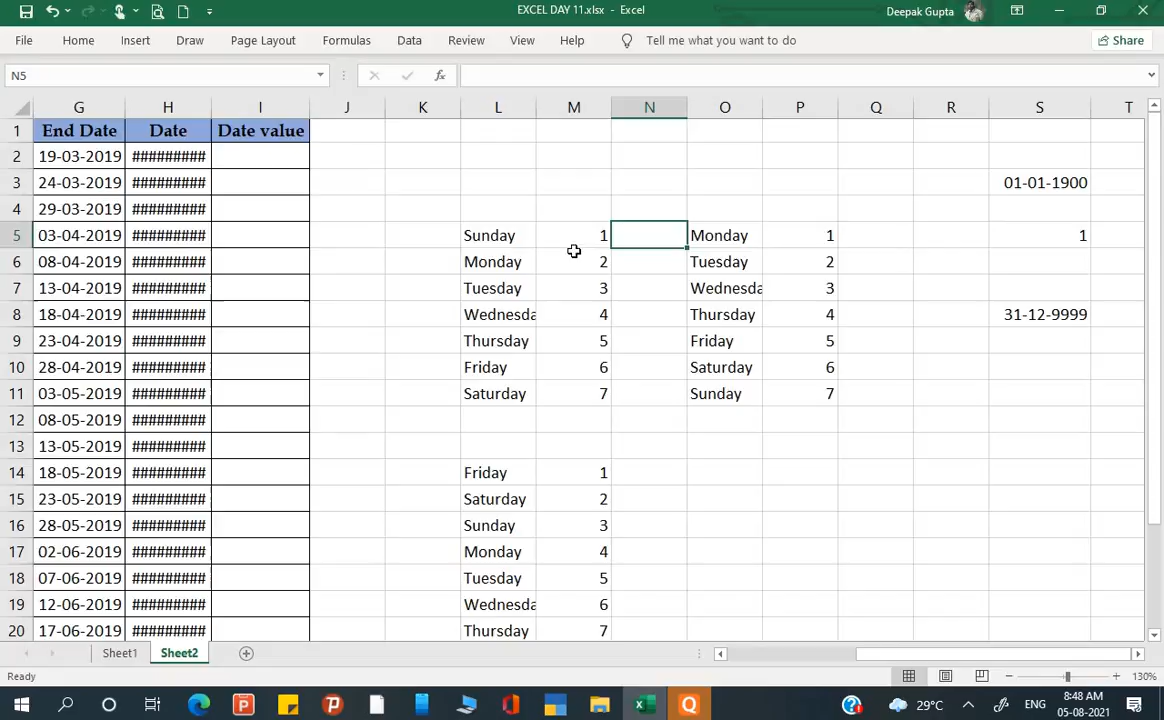 EXCEL DAY 11.xlsx - Excel
Deepak Gupta
File Home Insert Draw Page Layout Formulas Data Review View Help Tell me what you want to do Share
N5 fx
G H I J K L M N O P Q R S T
1 End Date Date Date value
2 19-03-2019 #########
3 24-03-2019 ######### 01-01-1900
4 29-03-2019 #########
5 03-04-2019 ######### Sunday 1 Monday 1 1
6 08-04-2019 ######### Monday 2 Tuesday 2
7 13-04-2019 ######### Tuesday 3 Wednesda 3
8 18-04-2019 ######### Wednesda 4 Thursday 4 31-12-9999
9 23-04-2019 ######### Thursday 5 Friday 5
10 28-04-2019 ######### Friday 6 Saturday 6
11 03-05-2019 ######### Saturday 7 Sunday 7
12 08-05-2019 #########
13 13-05-2019 #########
14 18-05-2019 ######### Friday 1
15 23-05-2019 ######### Saturday 2
16 28-05-2019 ######### Sunday 3
17 02-06-2019 ######### Monday 4
18 07-06-2019 ######### Tuesday 5
19 12-06-2019 ######### Wednesda 6
20 17-06-2019 ######### Thursday 7
Sheet1 Sheet2
Ready 130%
29°C ENG 8:48 AM
05-08-2021